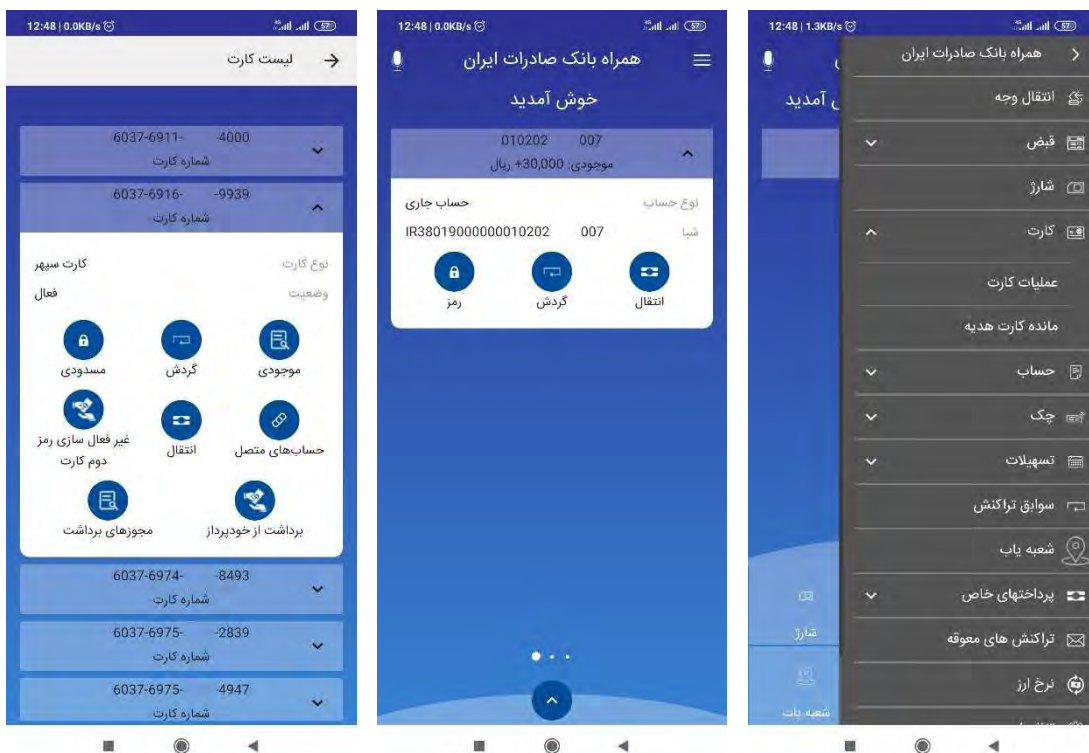 12:48 | 0.0KB/s
57
لیست کارت
6037-6911- 4000
شماره کارت
6037-6916- -9939
شماره کارت
نوع کارت کارت سپهر
وضعیت فعال
موجودی گردش مسدودی
حساب‌های متصل انتقال غیر فعال سازی رمز دوم کارت
برداشت از خودپرداز مجوزهای برداشت
6037-6974- -8493
شماره کارت
6037-6975- -2839
شماره کارت
6037-6975- 4947
شماره کارت
12:48 | 0.0KB/s
57
همراه بانک صادرات ایران
خوش آمدید
010202 007
موجودی: 30,000+ ریال
نوع حساب حساب جاری
شبا IR38019000000010202 007
انتقال گردش رمز
12:48 | 1.3KB/s
57
همراه بانک صادرات ایران
آمدید
انتقال وجه
قبض
شارژ
کارت
عملیات کارت
مانده کارت هدیه
حساب
چک
تسهیلات
سوابق تراکنش
شعبه یاب
پرداختهای خاص
شارژ
تراکنش های معوقه
نرخ ارز